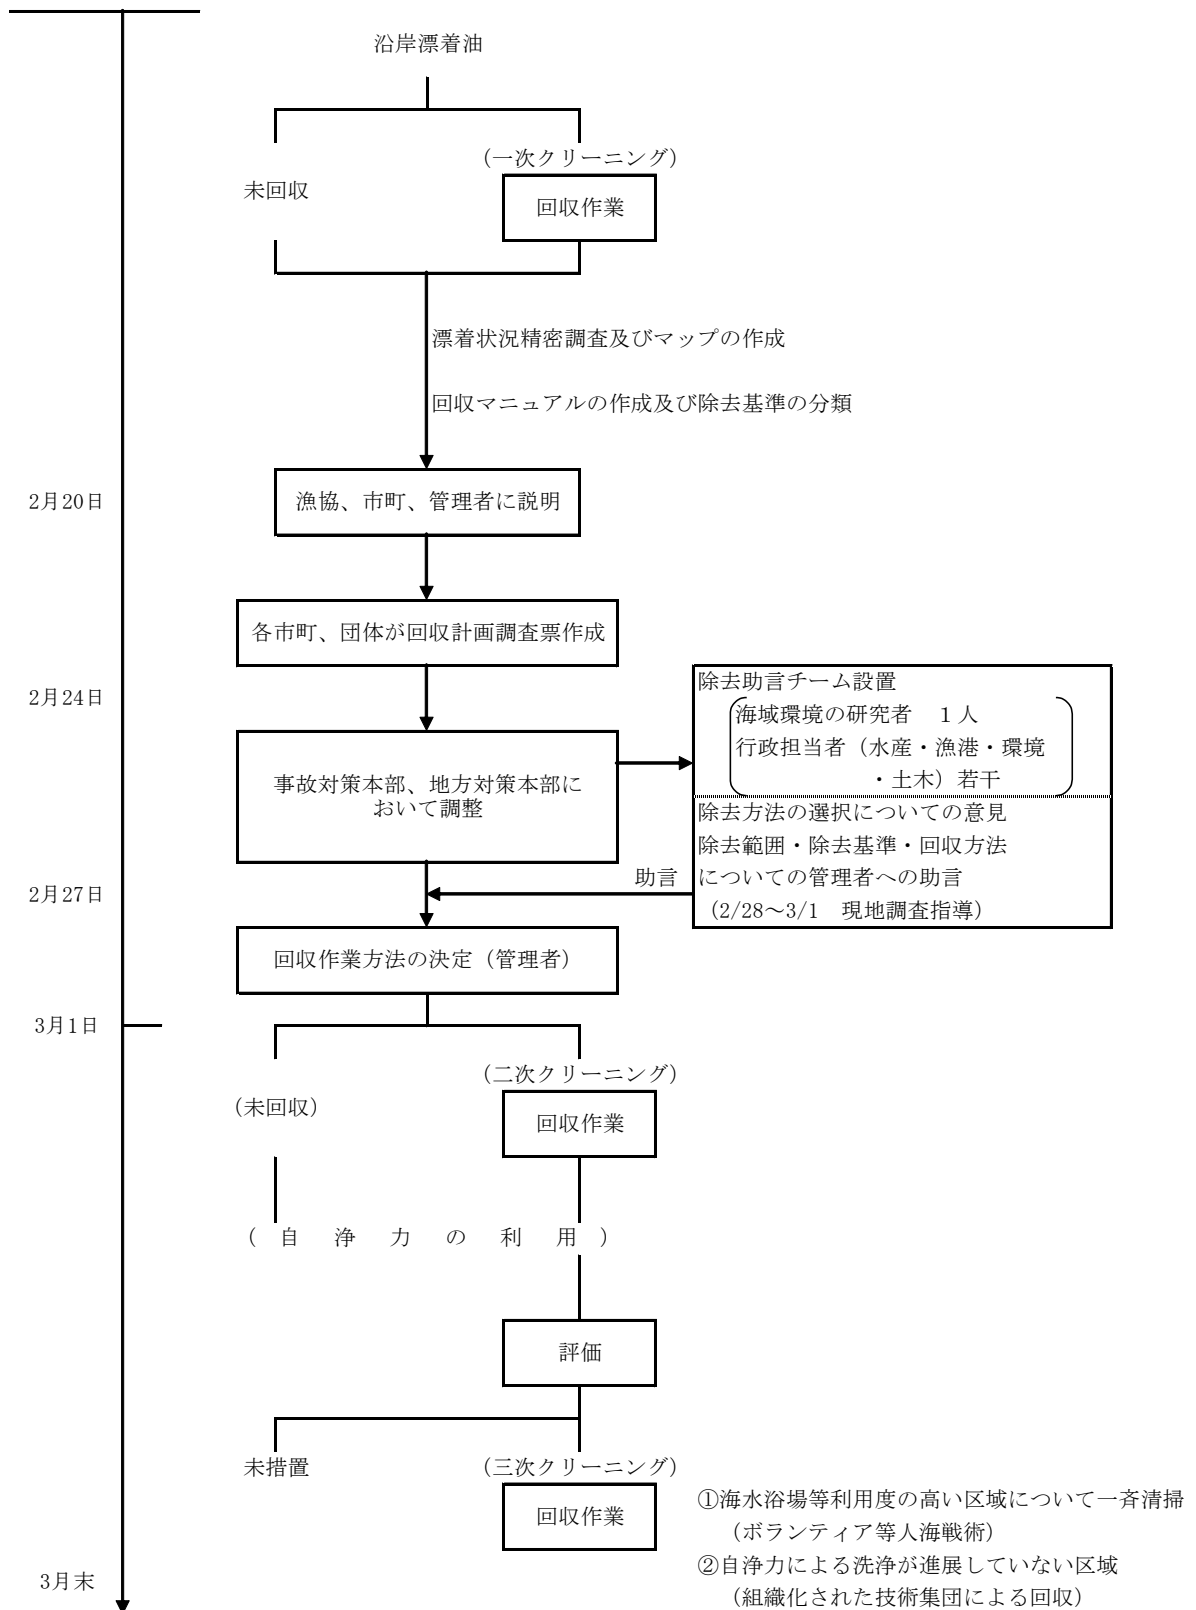 沿岸漂着油
(一次クリーニング)
未回収
回収作業
漂着状況精密調査及びマップの作成
回収マニュアルの作成及び除去基準の分類
2月20日
漁協、市町、管理者に説明
各市町、団体が回収計画調査票作成
2月24日
除去助言チーム設置
海域環境の研究者 1人
行政担当者(水産・漁港・環境
・土木)若干
事故対策本部、地方対策本部に
おいて調整
除去方法の選択についての意見
除去範囲・除去基準・回収方法
についての管理者への助言
(2/28~3/1 現地調査指導)
助言
2月27日
回収作業方法の決定(管理者)
3月1日
(二次クリーニング)
(未回収)
回収作業
( 自 浄 力 の 利 用 )
評価
未措置
(三次クリーニング)
回収作業
①海水浴場等利用度の高い区域について一斉清掃
(ボランティア等人海戦術)
②自浄力による洗浄が進展していない区域
(組織化された技術集団による回収)
3月末